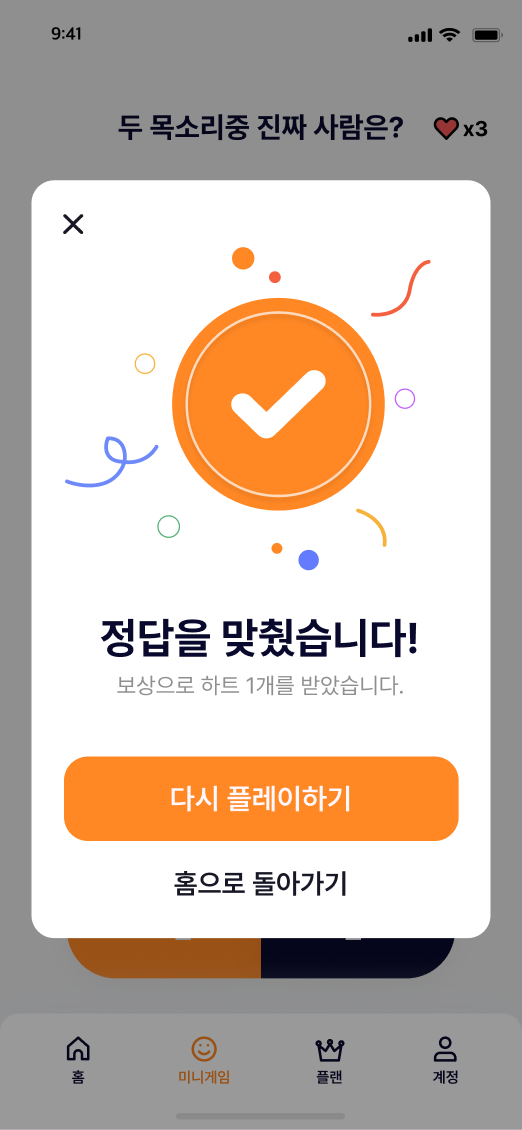 9:41
두 목소리중 진짜 사람은?
x3
정답을 맞췄습니다!
보상으로 하트 1개를 받았습니다.
다시 플레이하기
홈으로 돌아가기
홈
미니게임
플랜
계정